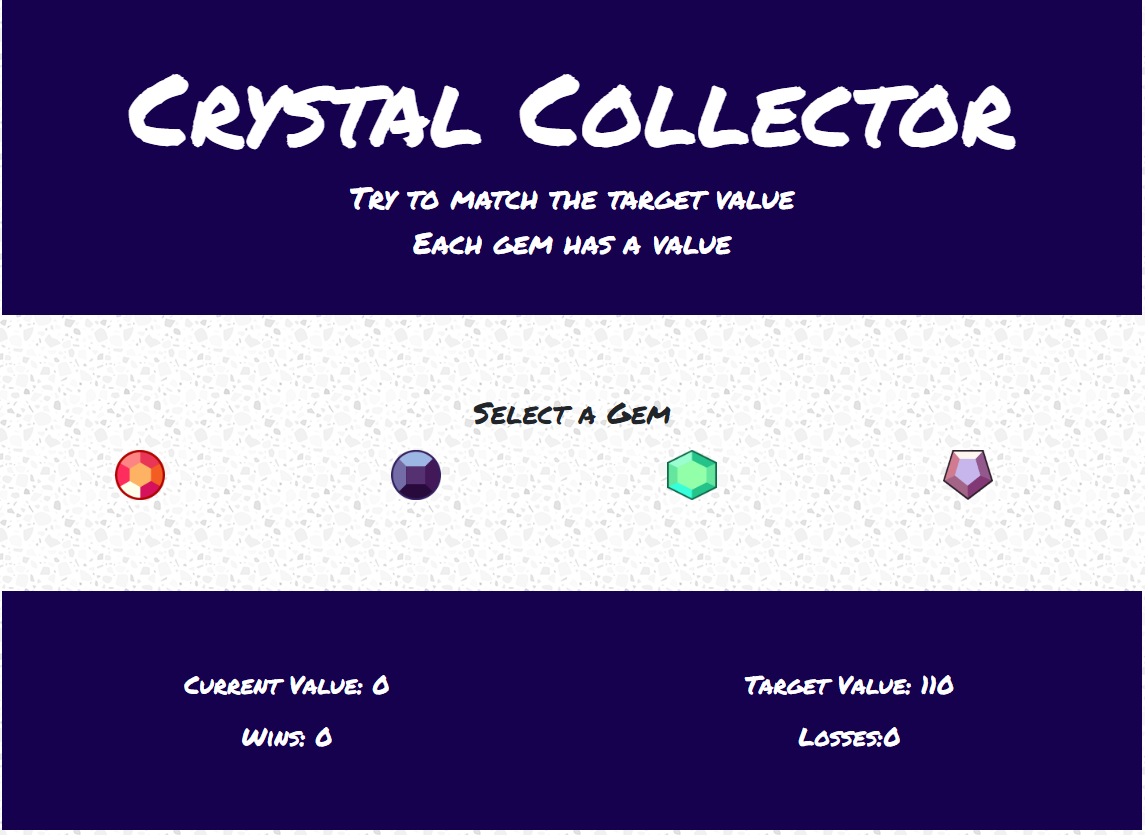 Crystal Collector
Try to match the target value
Each gem has a value
Select a Gem
Current Value: 0
Target Value: 110
Wins: 0
Losses:0